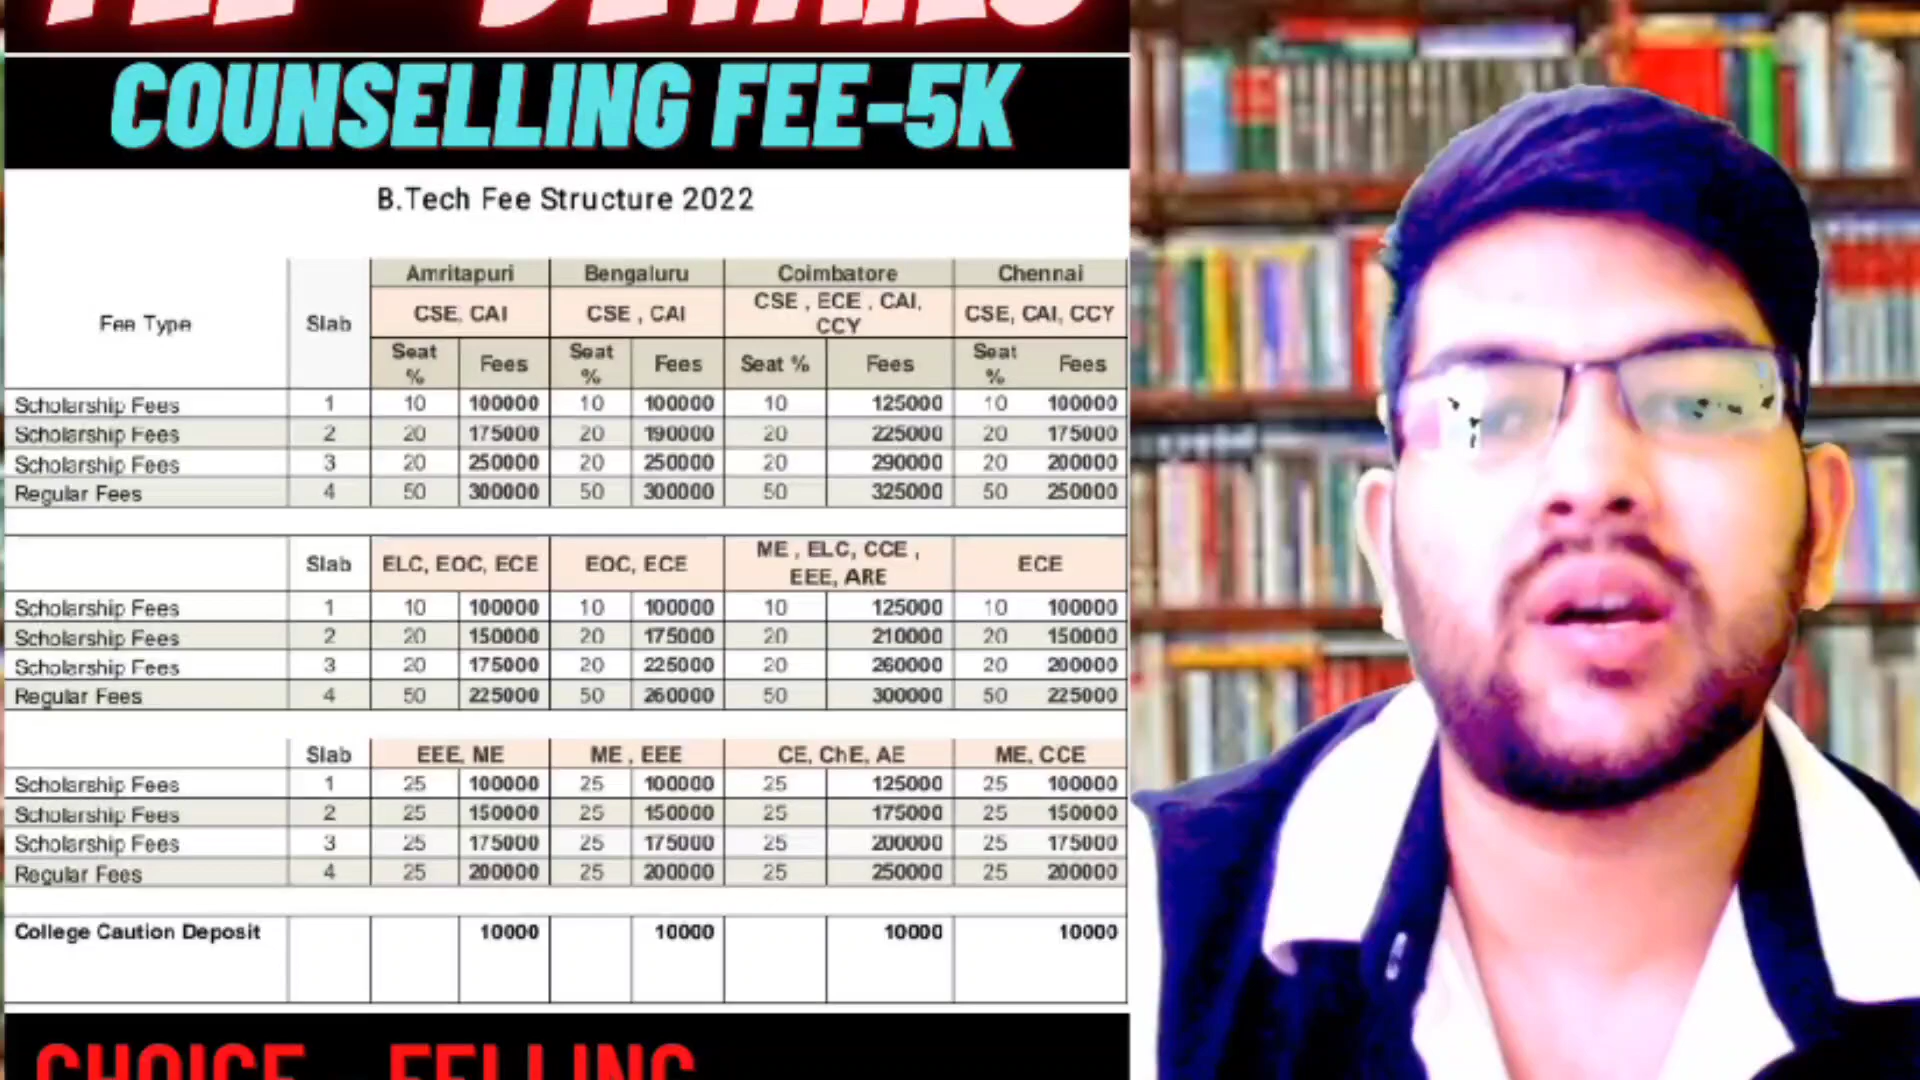 FEE - DETAILS
COUNSELLING FEE-5K
B.Tech Fee Structure 2022
Fee Type Slab Amritapuri Bengaluru Coimbatore Chennai
CSE, CAI CSE , CAI CSE , ECE , CAI, CCY CSE, CAI, CCY
Seat % Fees Seat % Fees Seat % Fees Seat % Fees
Scholarship Fees 1 10 100000 10 100000 10 125000 10 100000
Scholarship Fees 2 20 175000 20 190000 20 225000 20 175000
Scholarship Fees 3 20 250000 20 250000 20 290000 20 200000
Regular Fees 4 50 300000 50 300000 50 325000 50 250000
Slab ELC, EOC, ECE EOC, ECE ME , ELC, CCE , EEE, ARE ECE
Scholarship Fees 1 10 100000 10 100000 10 125000 10 100000
Scholarship Fees 2 20 150000 20 175000 20 210000 20 150000
Scholarship Fees 3 20 175000 20 225000 20 260000 20 200000
Regular Fees 4 50 225000 50 260000 50 300000 50 225000
Slab EEE, ME ME , EEE CE, ChE, AE ME, CCE
Scholarship Fees 1 25 100000 25 100000 25 125000 25 100000
Scholarship Fees 2 25 150000 25 150000 25 175000 25 150000
Scholarship Fees 3 25 175000 25 175000 25 200000 25 175000
Regular Fees 4 25 200000 25 200000 25 250000 25 200000
College Caution Deposit 10000 10000 10000 10000
CHOICE - FELLING